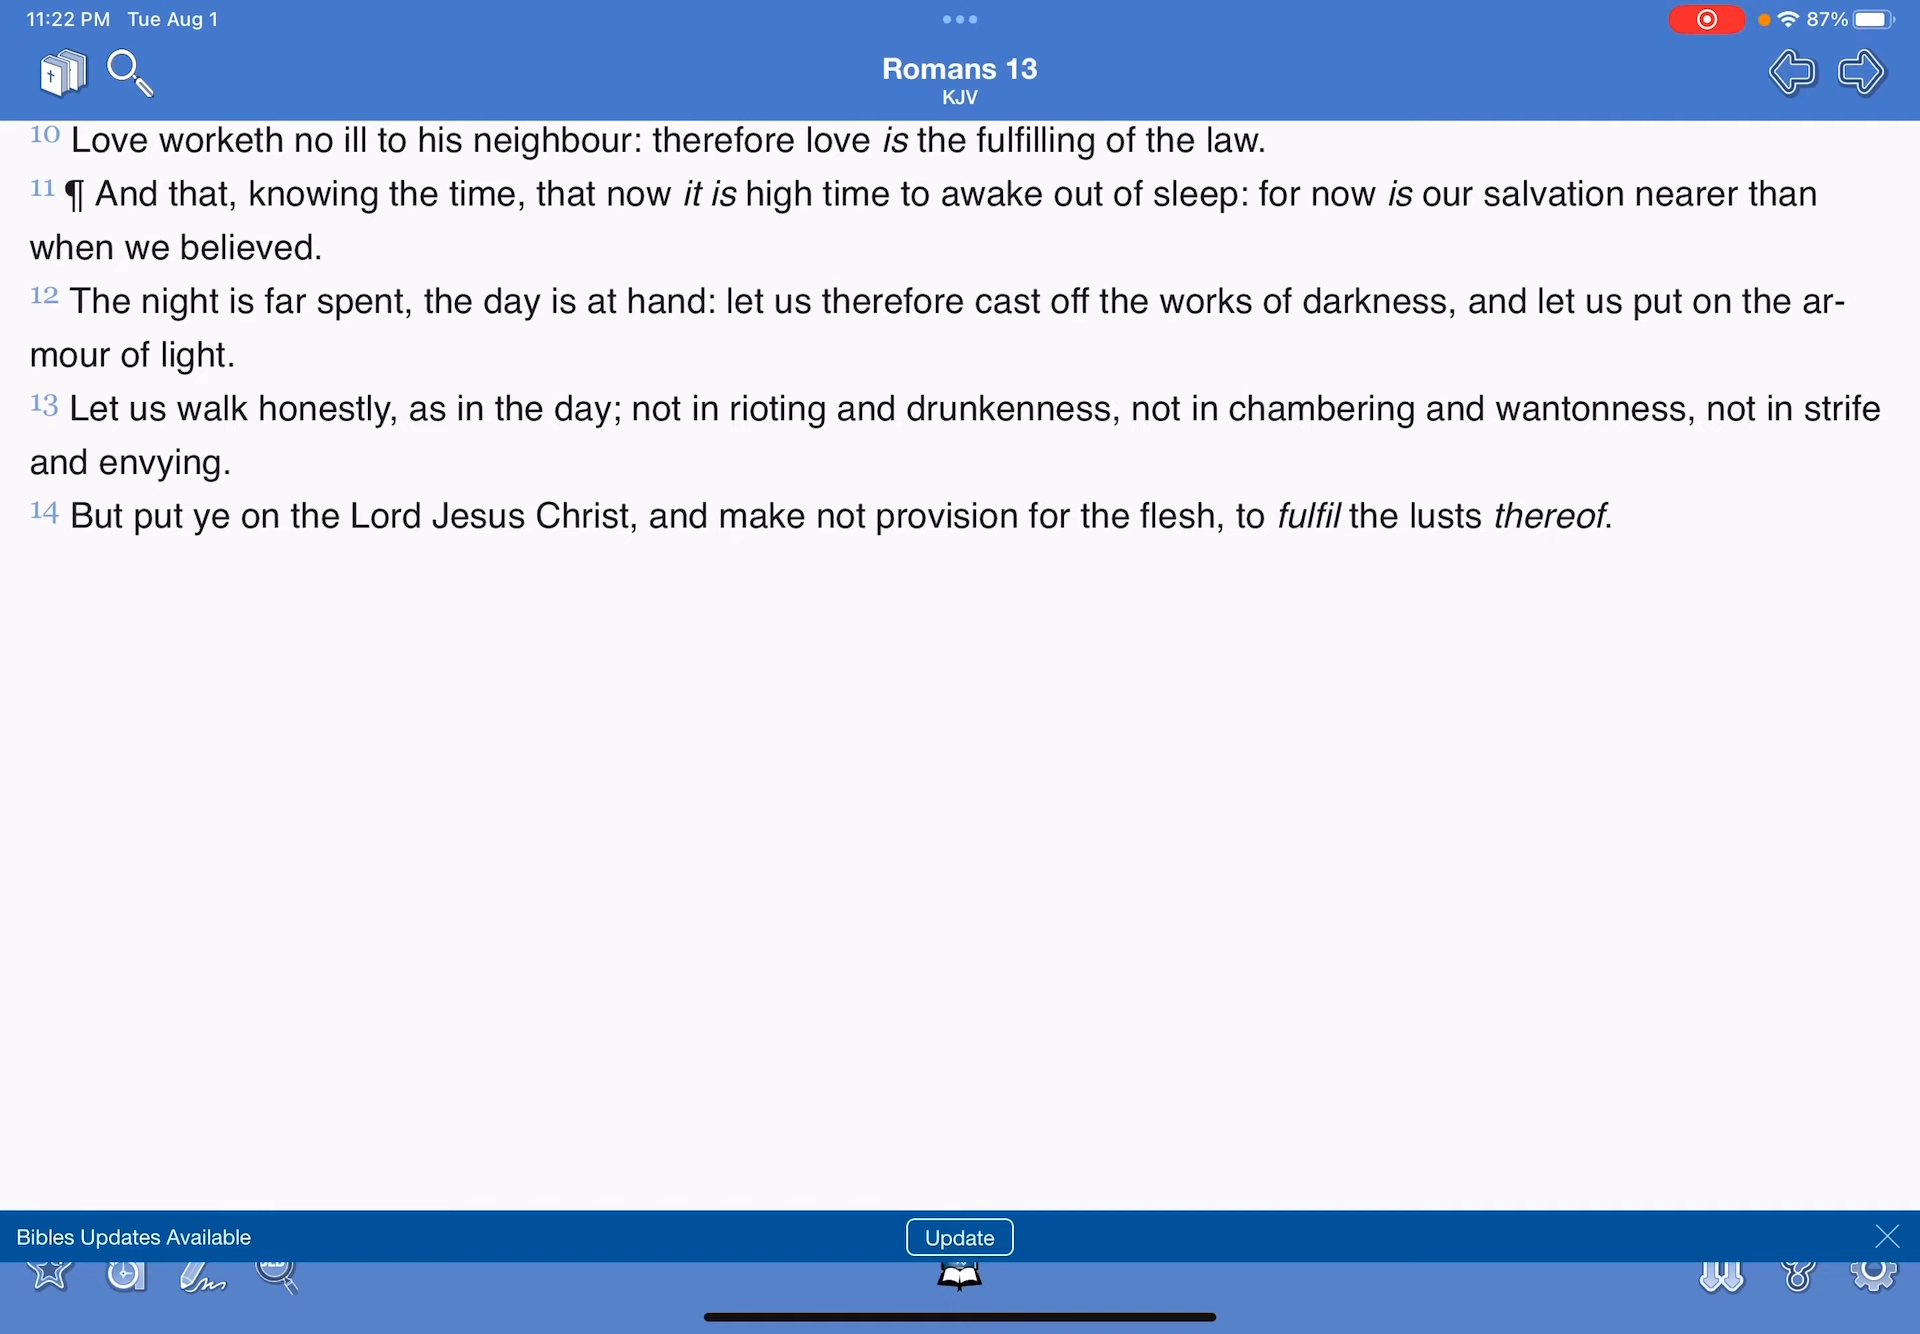 11:22 PM Tue Aug 1
87%
Romans 13
KJV
10 Love worketh no ill to his neighbour: therefore love is the fulfilling of the law.
11 ¶ And that, knowing the time, that now it is high time to awake out of sleep: for now is our salvation nearer than
when we believed.
12 The night is far spent, the day is at hand: let us therefore cast off the works of darkness, and let us put on the ar-
mour of light.
13 Let us walk honestly, as in the day; not in rioting and drunkenness, not in chambering and wantonness, not in strife
and envying.
14 But put ye on the Lord Jesus Christ, and make not provision for the flesh, to fulfil the lusts thereof.
Bibles Updates Available
Update